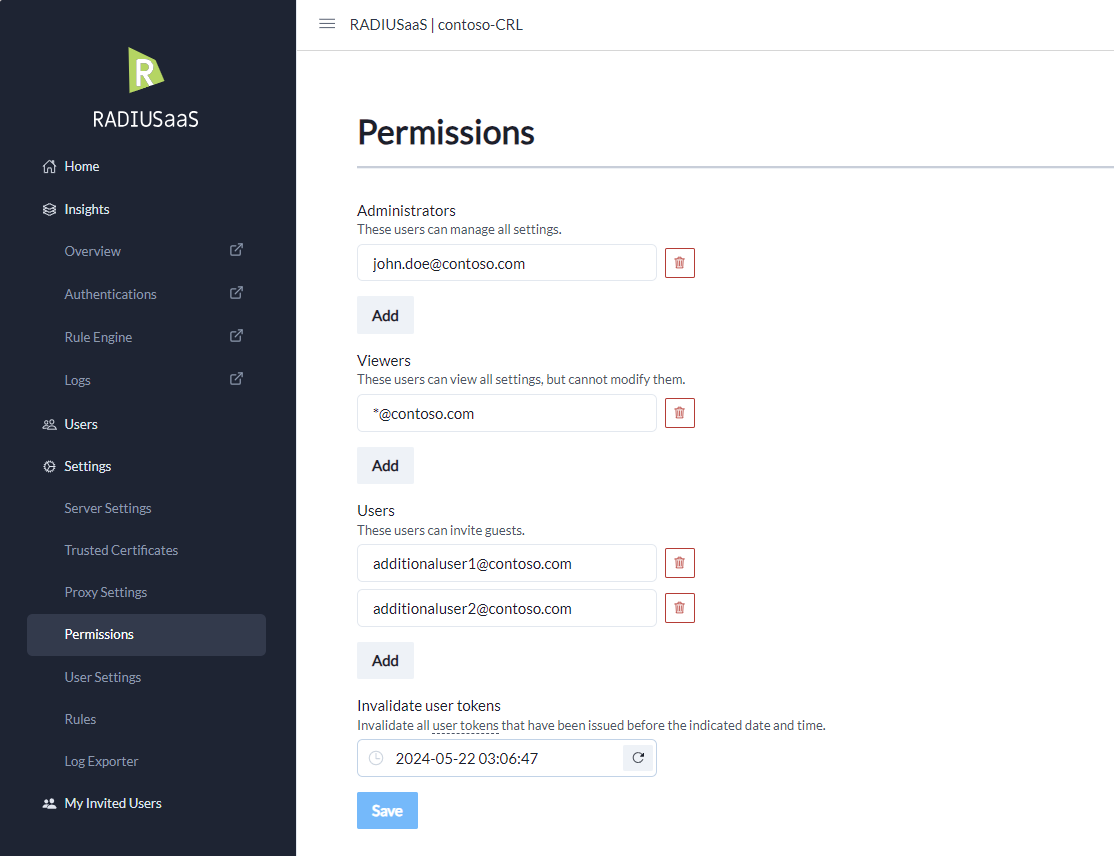 R
RADIUSaaS
Home
Insights
Overview
Authentications
Rule Engine
Logs
Users
Settings
Server Settings
Trusted Certificates
Proxy Settings
Permissions
User Settings
Rules
Log Exporter
My Invited Users
RADIUSaaS | contoso-CRL
Permissions
Administrators
These users can manage all settings.
john.doe@contoso.com
Add
Viewers
These users can view all settings, but cannot modify them.
*@contoso.com
Add
Users
These users can invite guests.
additionaluser1@contoso.com
additionaluser2@contoso.com
Add
Invalidate user tokens
Invalidate all user tokens that have been issued before the indicated date and time.
2024-05-22 03:06:47
Save